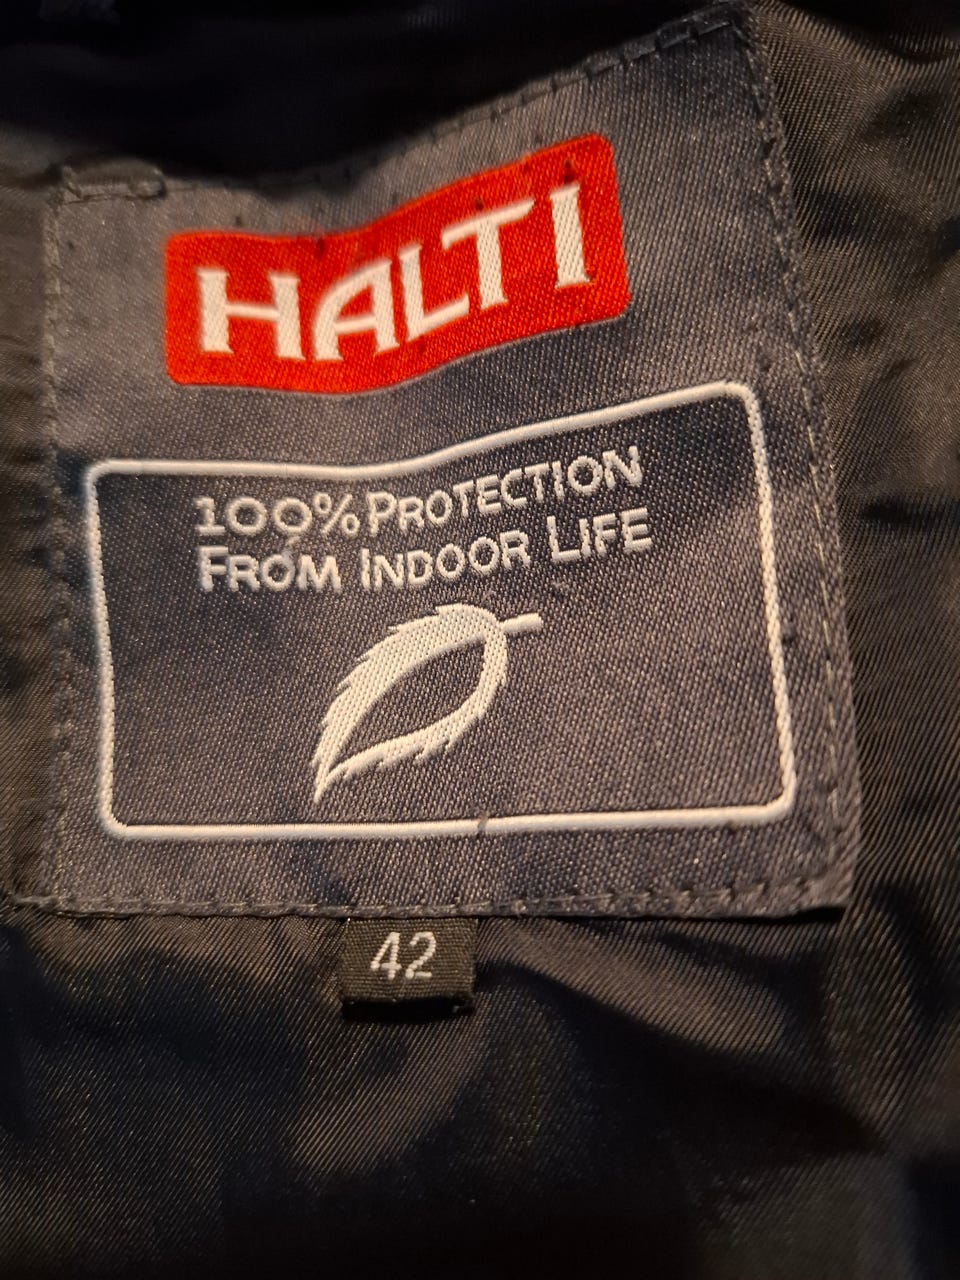 HALTI
100% PROTECTION
FROM INDOOR LIFE
42